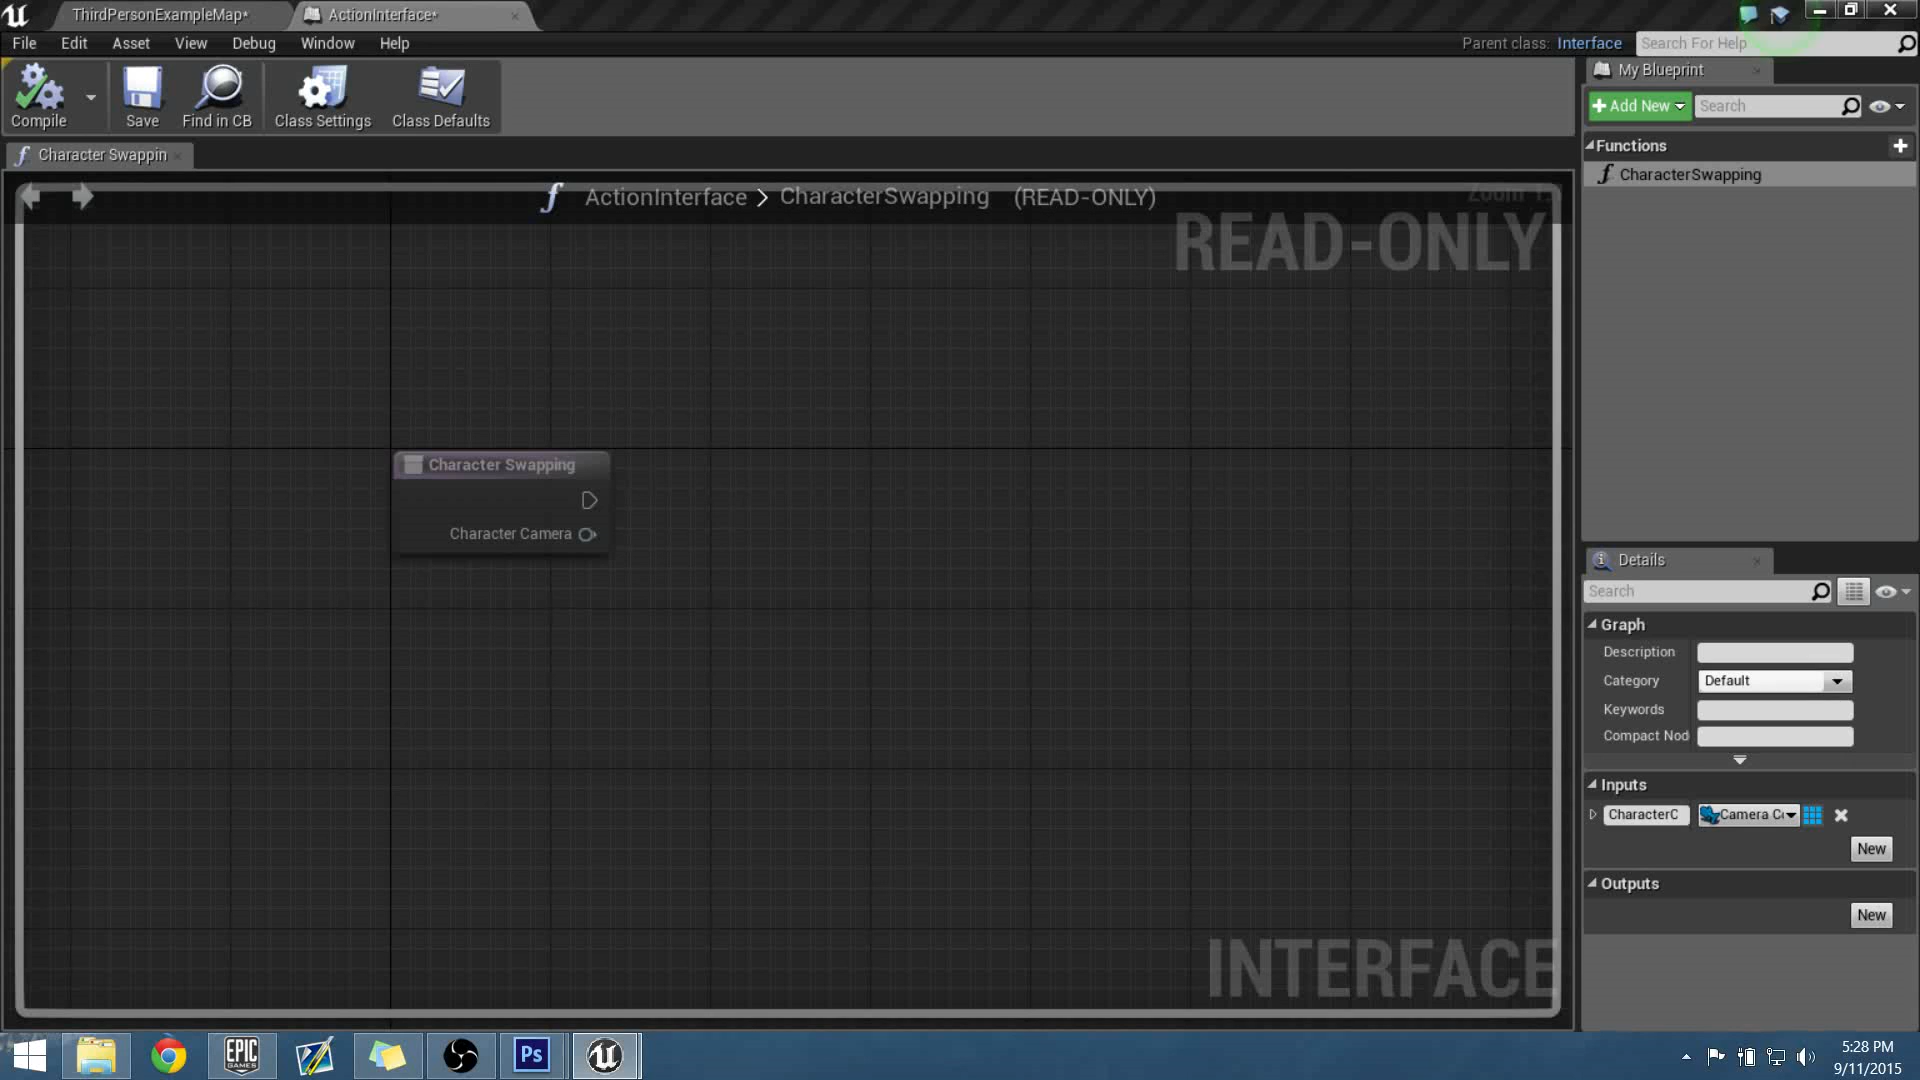 ThirdPersonExampleMap*
ActionInterface*
File Edit Asset View Debug Window Help
Parent class: Interface
Search For Help
Compile
Save
Find in CB
Class Settings
Class Defaults
My Blueprint
Add New
Search
Character Swappin
Functions
CharacterSwapping
f ActionInterface > CharacterSwapping (READ-ONLY)
READ-ONLY
Character Swapping
Character Camera
INTERFACE
Details
Search
Graph
Description
Category Default
Keywords
Compact Nod
Inputs
CharacterC Camera C
New
Outputs
New
EPIC
GAMES
Ps
5:28 PM
9/11/2015